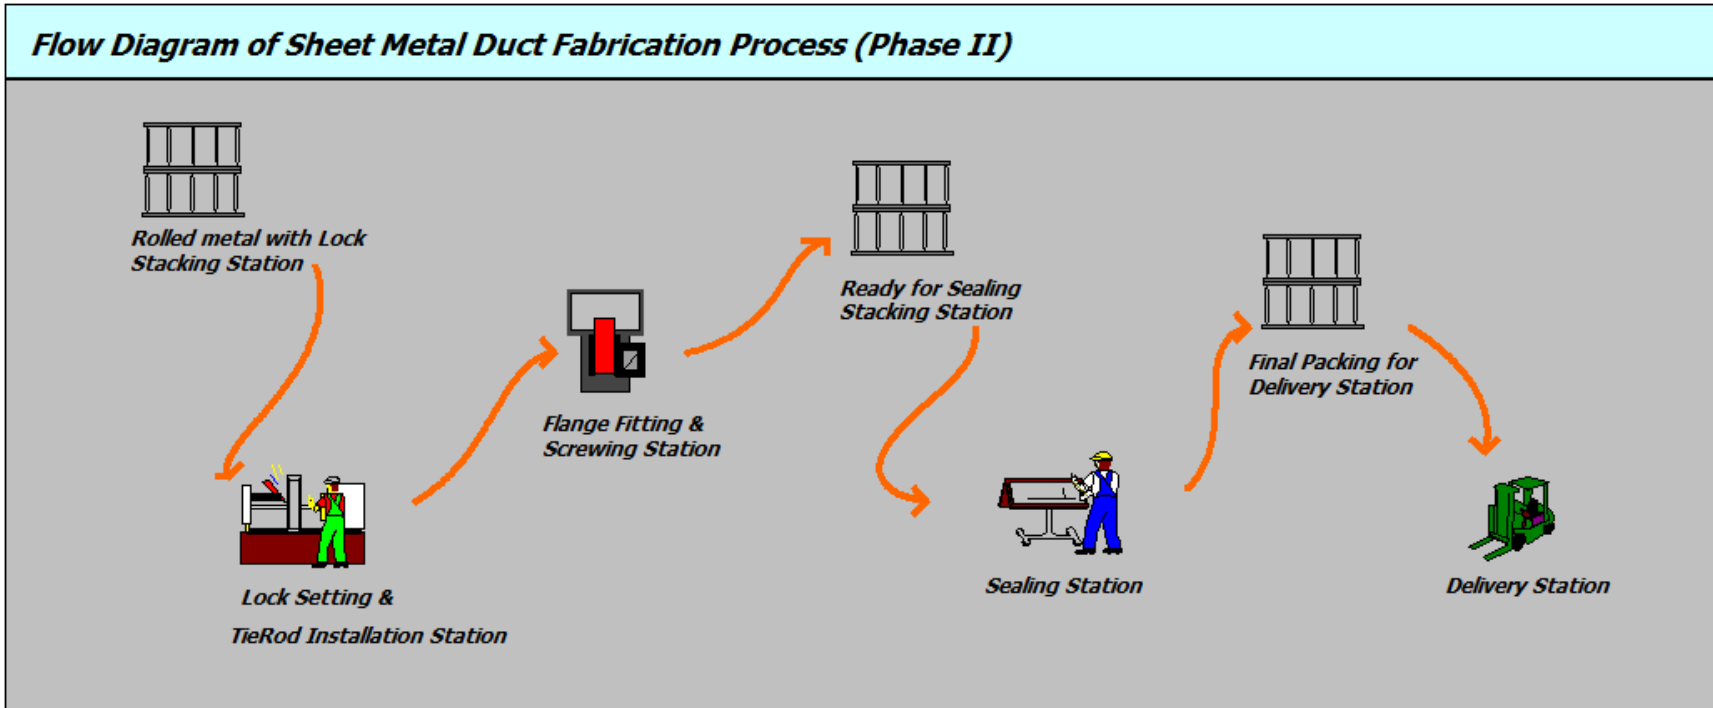 Flow Diagram of Sheet Metal Duct Fabrication Process (Phase II)
Rolled metal with Lock
Stacking Station
Lock Setting &
TieRod Installation Station
Flange Fitting &
Screwing Station
Ready for Sealing
Stacking Station
Sealing Station
Final Packing for
Delivery Station
Delivery Station